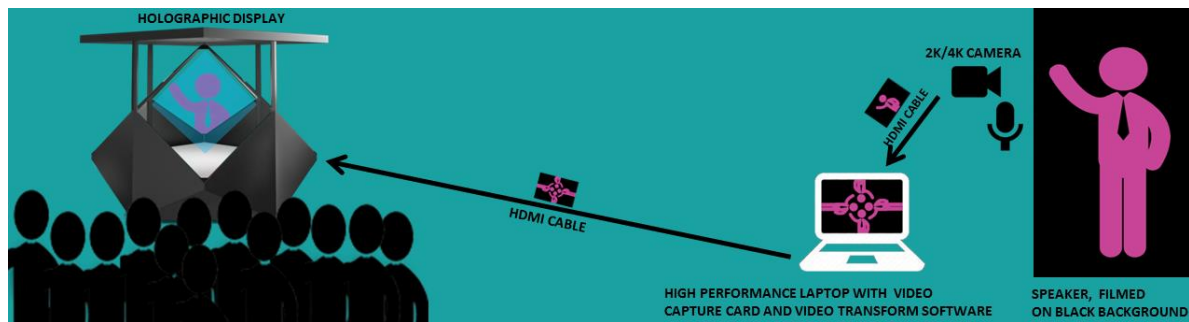 HOLOGRAPHIC DISPLAY
2K/4K CAMERA
HDMI CABLE
HDMI CABLE
HIGH PERFORMANCE LAPTOP WITH VIDEO
CAPTURE CARD AND VIDEO TRANSFORM SOFTWARE
SPEAKER, FILMED
ON BLACK BACKGROUND